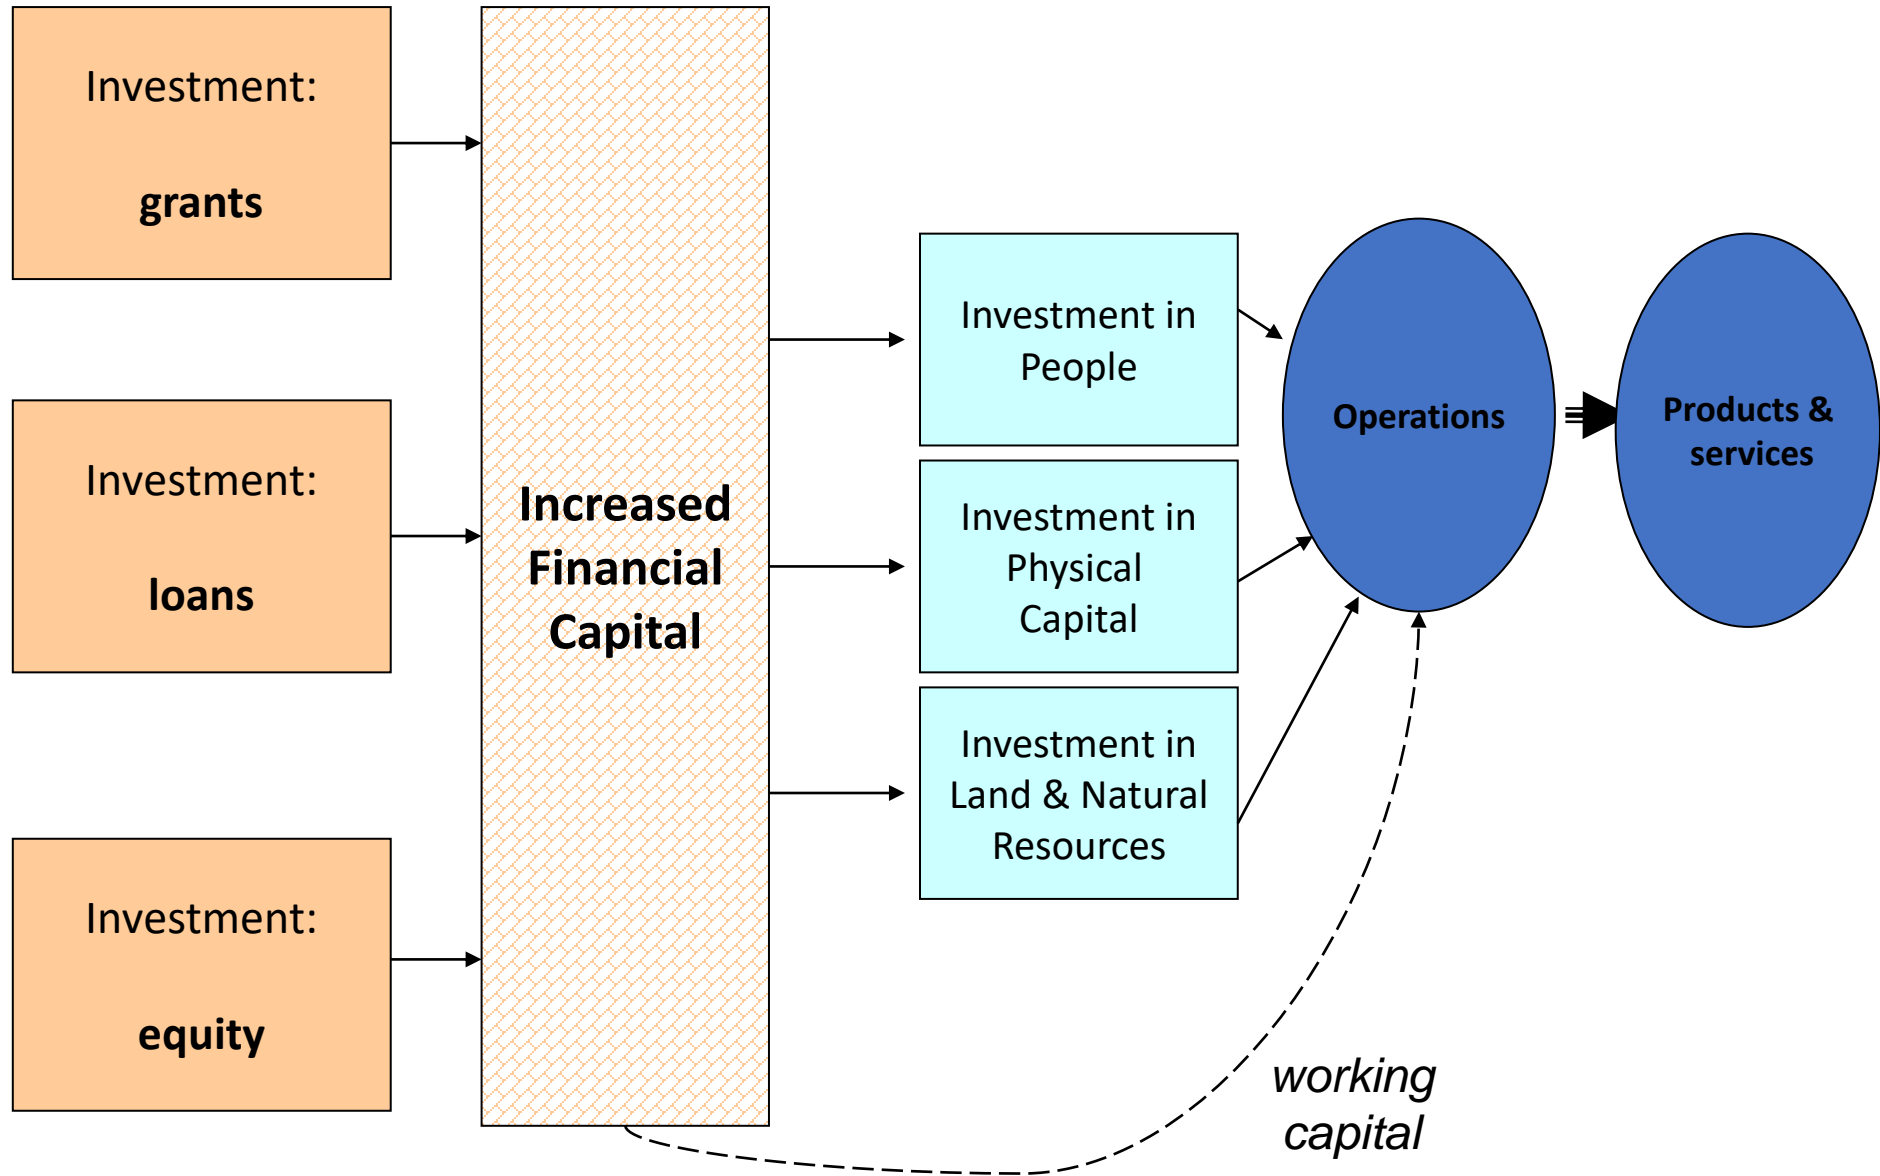 Investment:
grants
Investment:
loans
Investment:
equity
Increased
Financial
Capital
Investment in
People
Investment in
Physical
Capital
Investment in
Land & Natural
Resources
Operations
Products &
services
working
capital